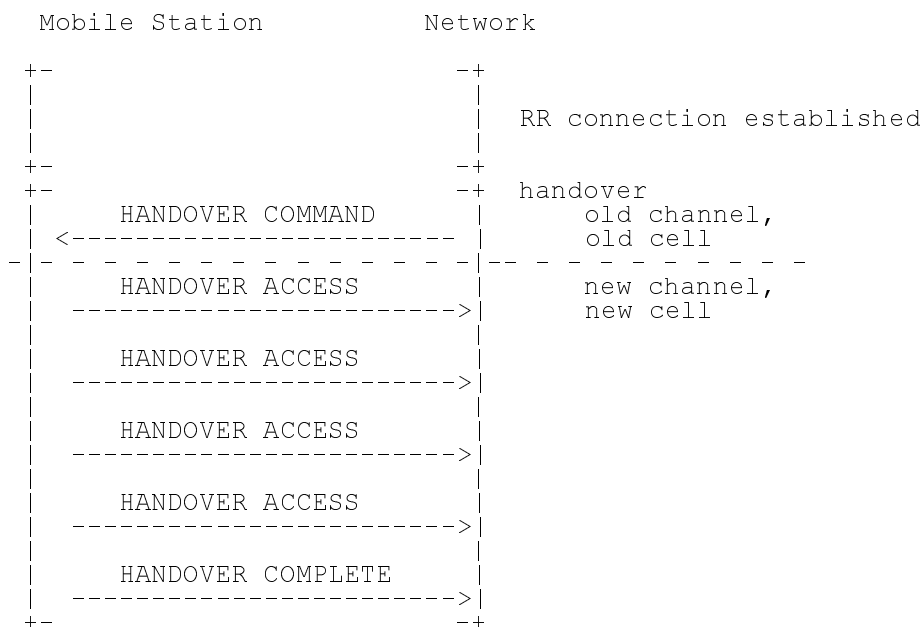 Mobile Station Network
RR connection established
handover
HANDOVER COMMAND old channel,
old cell
HANDOVER ACCESS new channel,
new cell
HANDOVER ACCESS
HANDOVER ACCESS
HANDOVER ACCESS
HANDOVER COMPLETE